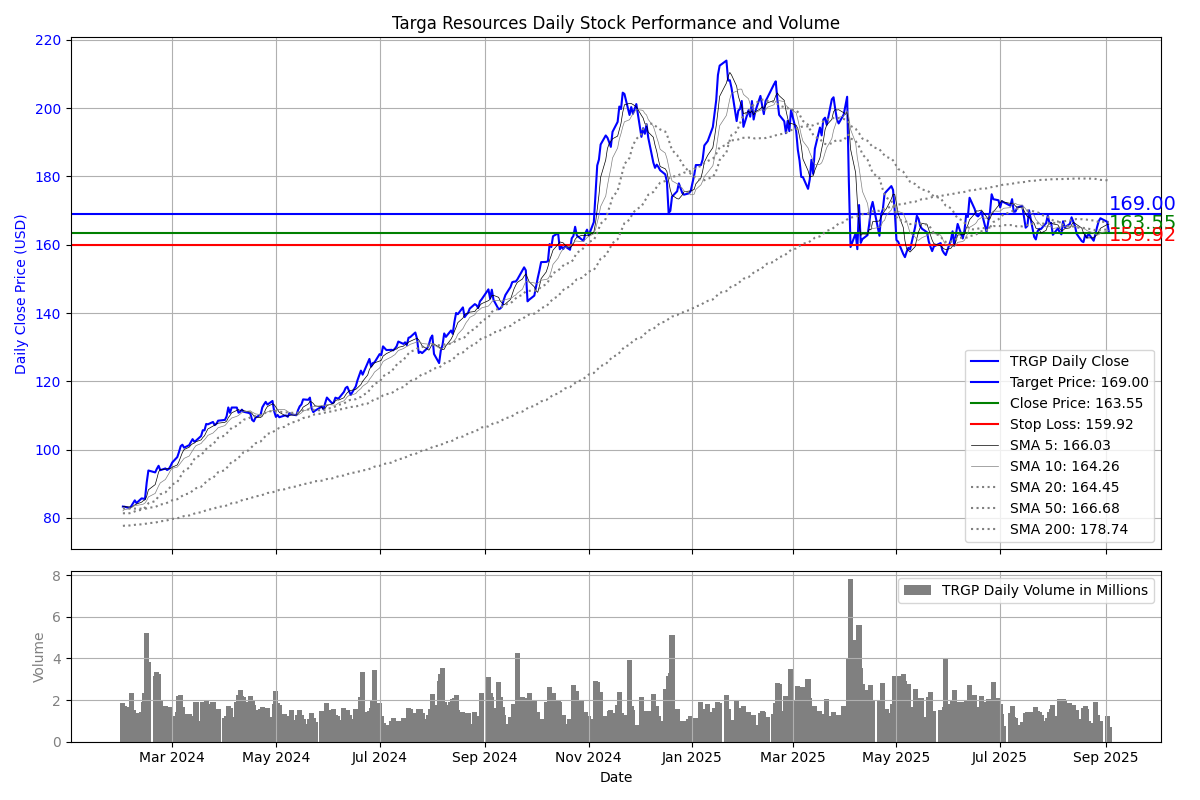 Targa Resources Daily Stock Performance and Volume
220
200
180
160
140
120
100
80
Daily Close Price (USD)
169.00
163.55
159.92
TRGP Daily Close
Target Price: 169.00
Close Price: 163.55
Stop Loss: 159.92
SMA 5: 166.03
SMA 10: 164.26
SMA 20: 164.45
SMA 50: 166.68
SMA 200: 178.74
8
6
4
2
0
Volume
TRGP Daily Volume in Millions
Mar 2024 May 2024 Jul 2024 Sep 2024 Nov 2024 Jan 2025 Mar 2025 May 2025 Jul 2025 Sep 2025
Date